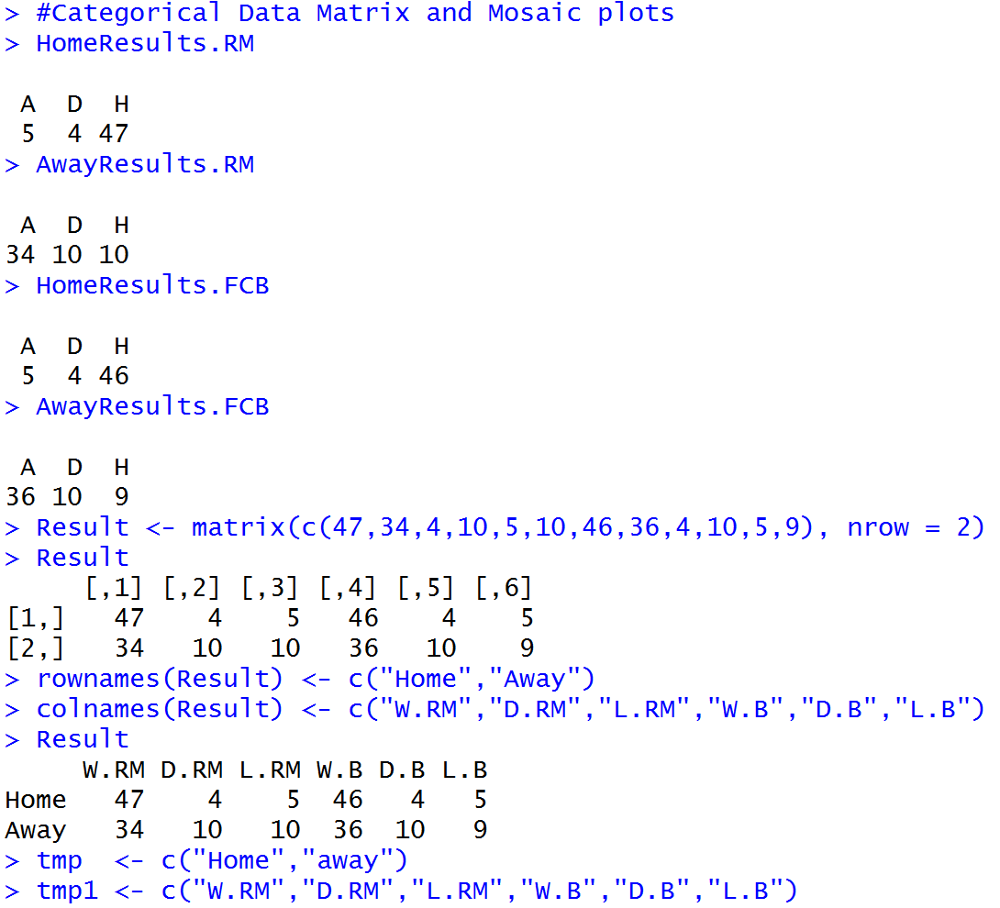 > #Categorical Data Matrix and Mosaic plots
> HomeResults.RM
A D H
5 4 47
> AwayResults.RM
A D H
34 10 10
> HomeResults.FCB
A D H
5 4 46
> AwayResults.FCB
A D H
36 10 9
> Result <- matrix(c(47,34,4,10,5,10,46,36,4,10,5,9), nrow = 2)
> Result
[,1] [,2] [,3] [,4] [,5] [,6]
[1,] 47 4 5 46 4 5
[2,] 34 10 10 36 10 9
> rownames(Result) <- c("Home","Away")
> colnames(Result) <- c("W.RM","D.RM","L.RM","W.B","D.B","L.B")
> Result
W.RM D.RM L.RM W.B D.B L.B
Home 47 4 5 46 4 5
Away 34 10 10 36 10 9
> tmp <- c("Home","away")
> tmp1 <- c("W.RM","D.RM","L.RM","W.B","D.B","L.B")